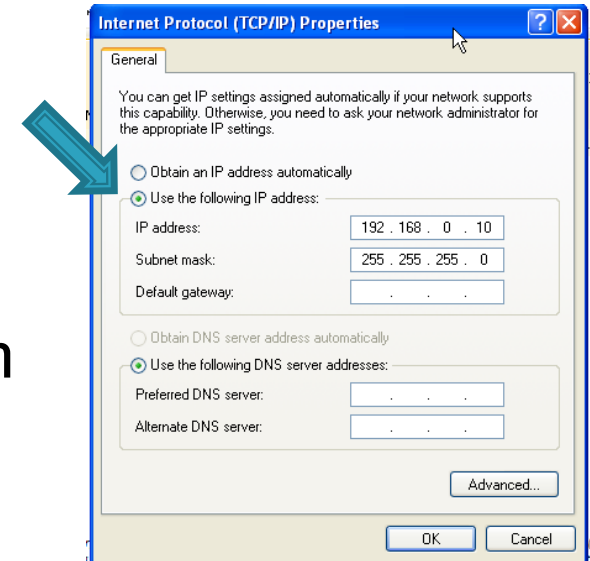 Internet Protocol (TCP/IP) Properties
General
You can get IP settings assigned automatically if your network supports
this capability. Otherwise, you need to ask your network administrator for
the appropriate IP settings.
Obtain an IP address automatically
Use the following IP address:
IP address: 192 . 168 . 0 . 10
Subnet mask: 255 . 255 . 255 . 0
Default gateway: . . .
n
Obtain DNS server address automatically
Use the following DNS server addresses:
Preferred DNS server: . . .
Alternate DNS server: . . .
Advanced...
OK Cancel